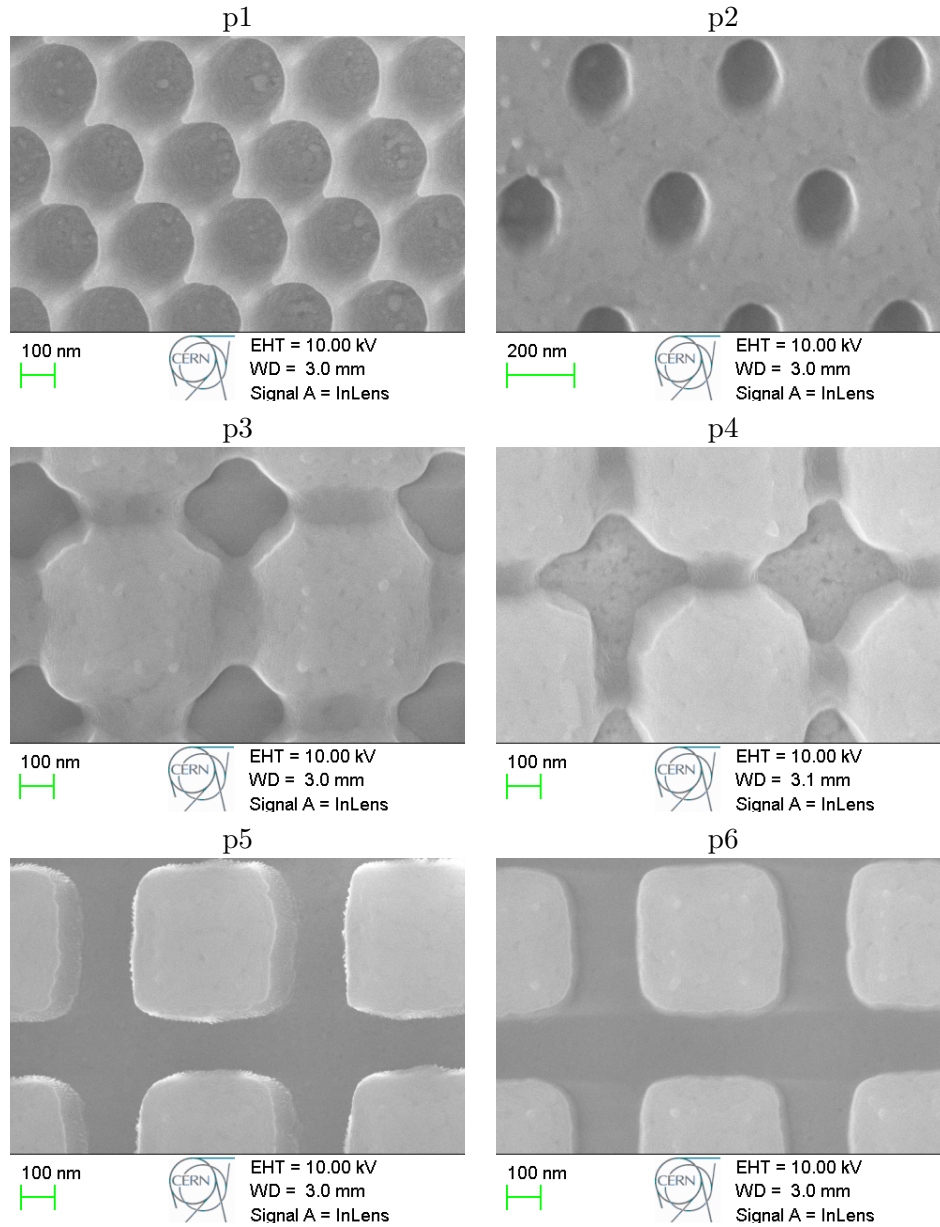 p1
p2
100 nm
CERN
EHT = 10.00 kV
WD = 3.0 mm
Signal A = InLens
200 nm
CERN
EHT = 10.00 kV
WD = 3.0 mm
Signal A = InLens
p3
p4
100 nm
CERN
EHT = 10.00 kV
WD = 3.0 mm
Signal A = InLens
100 nm
CERN
EHT = 10.00 kV
WD = 3.1 mm
Signal A = InLens
p5
p6
100 nm
CERN
EHT = 10.00 kV
WD = 3.0 mm
Signal A = InLens
100 nm
CERN
EHT = 10.00 kV
WD = 3.0 mm
Signal A = InLens